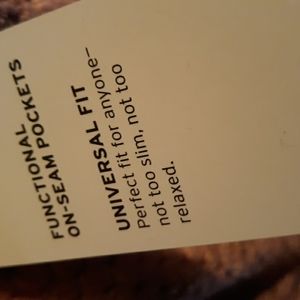 FUNCTIONAL
ON-SEAM POCKETS
UNIVERSAL FIT
Perfect fit for anyone—
not too slim, not too
relaxed.